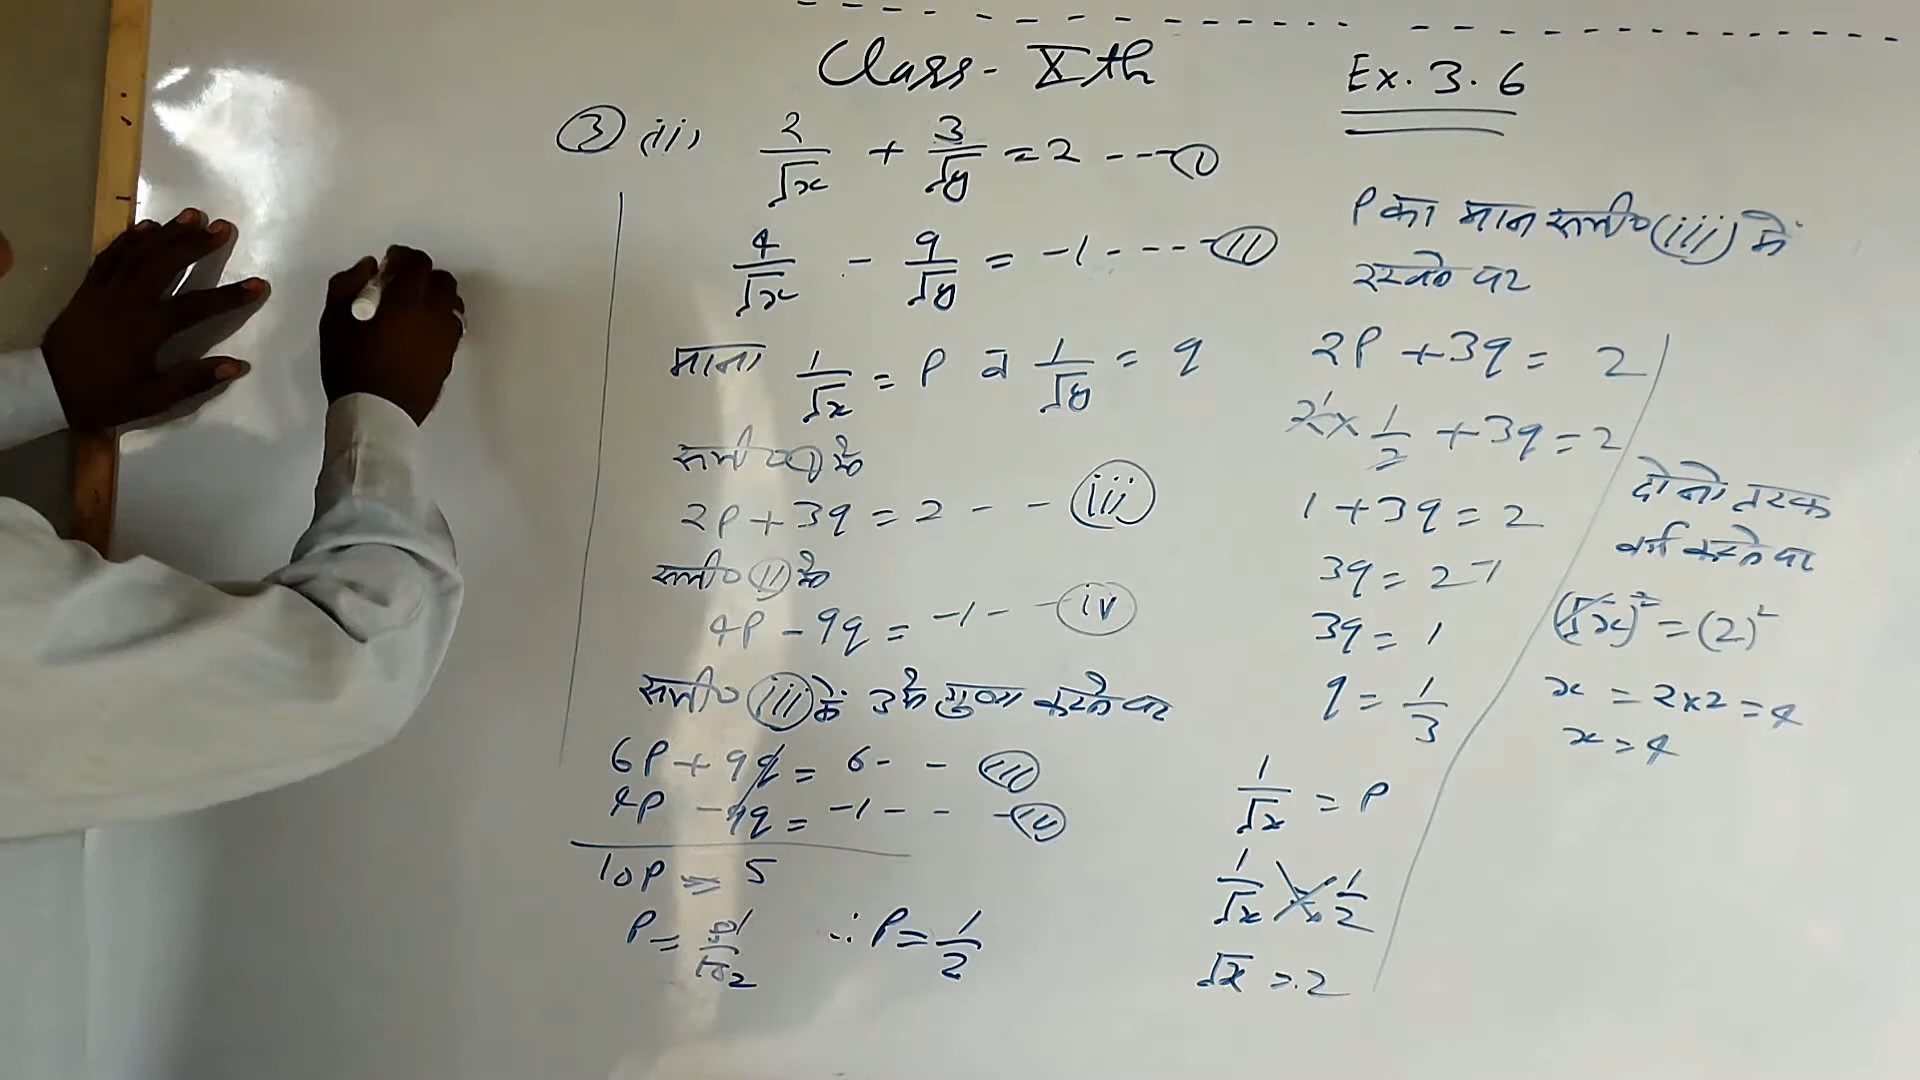 Class - Xth
Ex. 3.6
③ (ii) 2/√x + 3/√y = 2 --- ①
4/√x - 9/√y = -1 ---- ⑪
माना 1/√x = P व 1/√y = q
समी० ① से
2P + 3q = 2 - - (iii)
समी० (ii) से
4P - 9q = -1 - - (iv)
समी० (iii) में 3 से गुणा करने पर
6P + 9q = 6 - - (iii)
4P - 9q = -1 - - - (iv)
10P = 5
P = 5/10 1 2 ∴ P = 1/2
P का मान समी० (iii) में
रखने पर
2P + 3q = 2
2 1 × 1/2 + 3q = 2
1 + 3q = 2
3q = 2 - 1
3q = 1
q = 1/3
1/√x = P
1/√x = 1/2
√x = 2
दोनो तरफ
वर्ग करने पर
(√x)² = (2)²
x = 2×2 = 4
x = 4